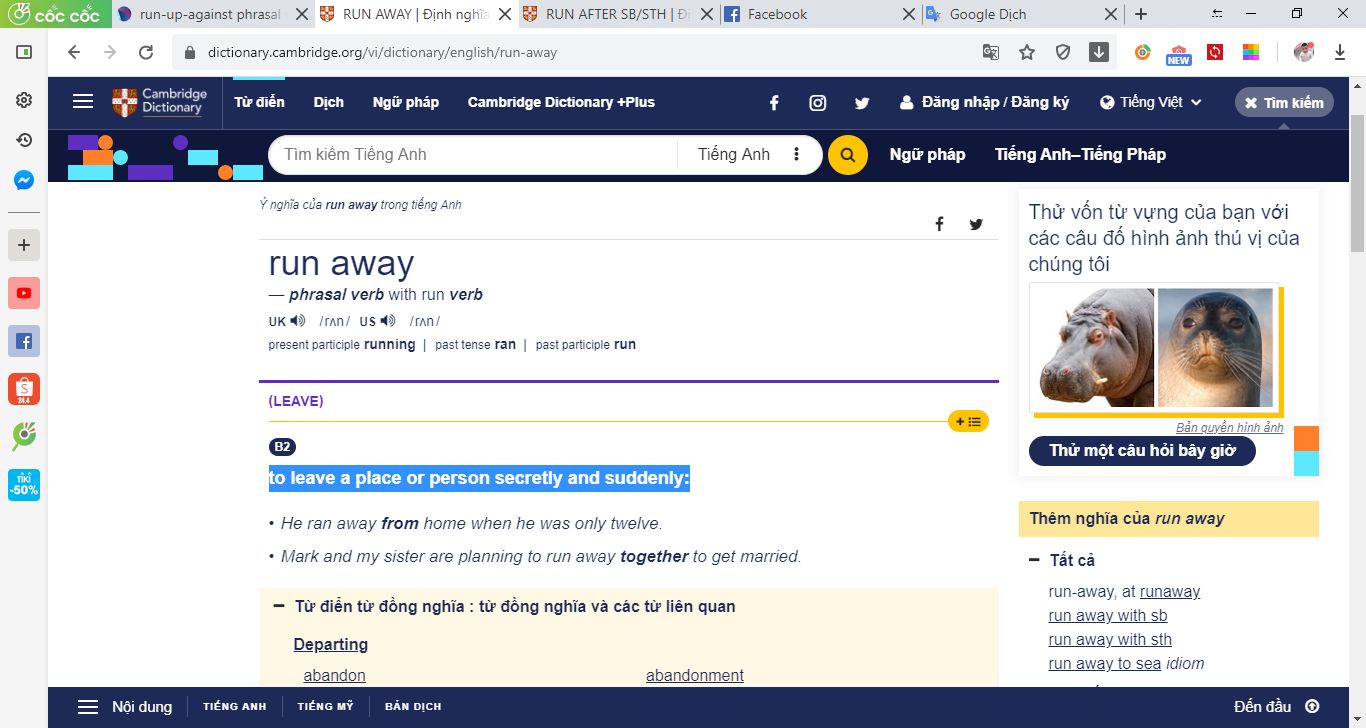 cốc cốc
run-up-against phrasal
RUN AWAY | Định nghĩa
RUN AFTER SB/STH | Đ
Facebook
Google Dịch
dictionary.cambridge.org/vi/dictionary/english/run-away
NEW
Cambridge
Dictionary
Từ điển
Dịch
Ngữ pháp
Cambridge Dictionary +Plus
Đăng nhập / Đăng ký
Tiếng Việt
Tìm kiếm
Tìm kiếm Tiếng Anh
Tiếng Anh
Ngữ pháp
Tiếng Anh–Tiếng Pháp
Ý nghĩa của run away trong tiếng Anh
run away
— phrasal verb with run verb
UK /rʌn/ US /rʌn/
present participle running | past tense ran | past participle run
(LEAVE)
B2
to leave a place or person secretly and suddenly:
• He ran away from home when he was only twelve.
• Mark and my sister are planning to run away together to get married.
Từ điển từ đồng nghĩa : từ đồng nghĩa và các từ liên quan
Departing
abandon
abandonment
Thử vốn từ vựng của bạn với
các câu đố hình ảnh thú vị của
chúng tôi
Bản quyền hình ảnh
Thử một câu hỏi bây giờ
Thêm nghĩa của run away
Tất cả
run-away, at runaway
run away with sb
run away with sth
run away to sea idiom
S
24.4
TIKI
-50%
Nội dung
TIẾNG ANH
TIẾNG MỸ
BẢN DỊCH
Đến đầu